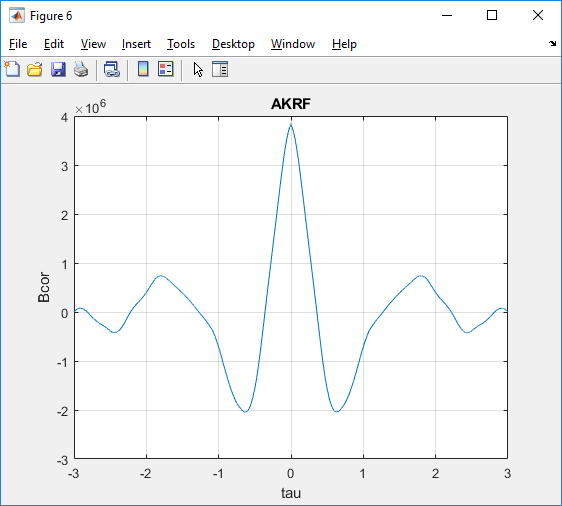 Figure 6
File Edit View Insert Tools Desktop Window Help
AKRF
×10^6
4
3
2
1
0
-1
-2
-3
Bcor
-3 -2 -1 0 1 2 3
tau